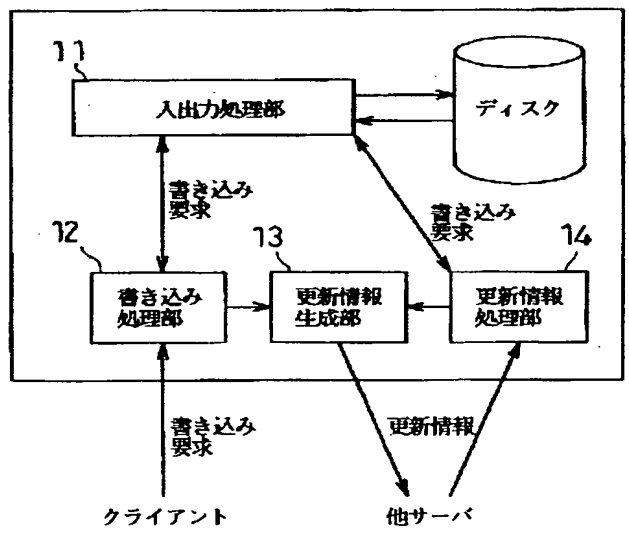 11
入出力処理部
ディスク
書き込み
要求
書き込み
要求
12
13
14
書き込み
処理部
更新情報
生成部
更新情報
処理部
書き込み
要求
更新情報
クライアント
他サーバ